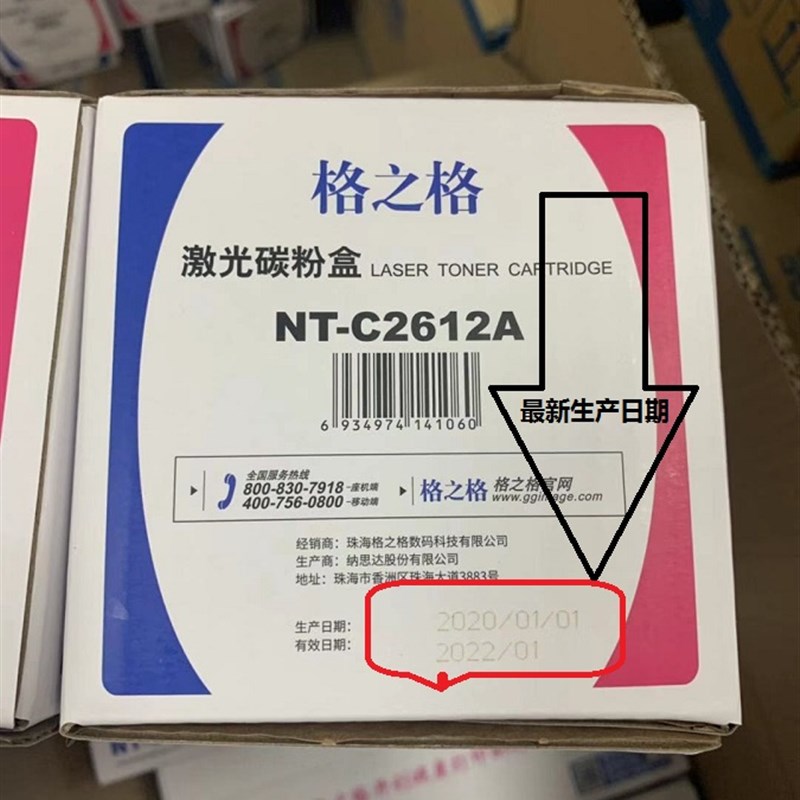 格之格
激光碳粉盒 LASER TONER CARTRIDGE
NT-C2612A
最新生产日期
6 934974 141060
全国服务热线
800-830-7918-座机端
400-756-0800-移动端
格之格 格之格官网
www.ggimage.com
经销商：珠海格之格数码科技有限公司
生产商：纳思达股份有限公司
地址：珠海市香洲区珠海大道3883号
生产日期： 2020/01/01
有效日期： 2022/01